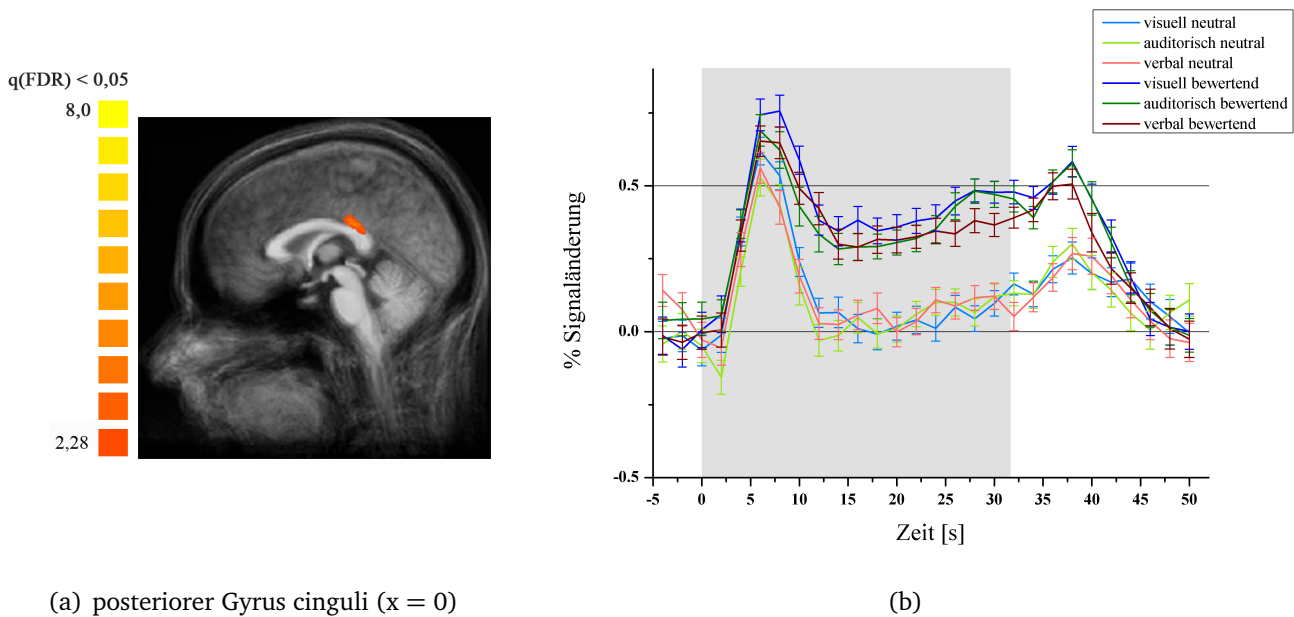 q(FDR) < 0,05
8,0
2,28
visuell neutral
auditorisch neutral
verbal neutral
visuell bewertend
auditorisch bewertend
verbal bewertend
% Signaländerung
0.5
0.0
-0.5
-5 0 5 10 15 20 25 30 35 40 45 50
Zeit [s]
(a) posteriorer Gyrus cinguli (x = 0)
(b)